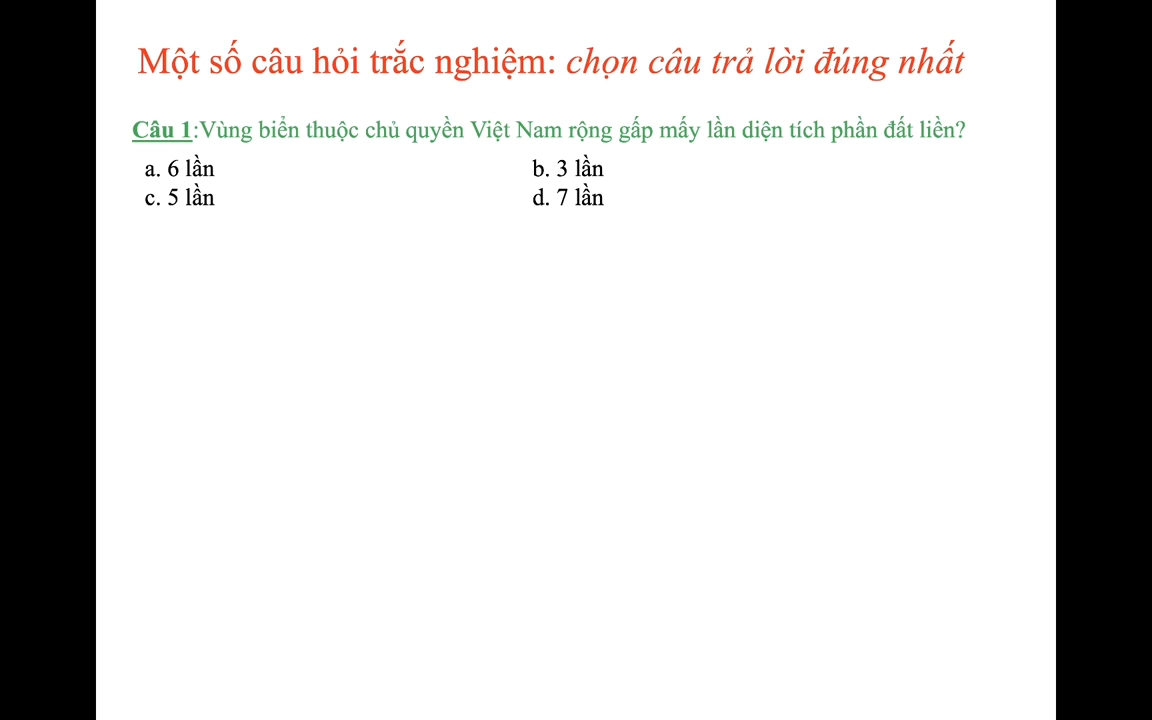 Một số câu hỏi trắc nghiệm: chọn câu trả lời đúng nhất
Câu 1:Vùng biển thuộc chủ quyền Việt Nam rộng gấp mấy lần diện tích phần đất liền?
a. 6 lần b. 3 lần
c. 5 lần d. 7 lần